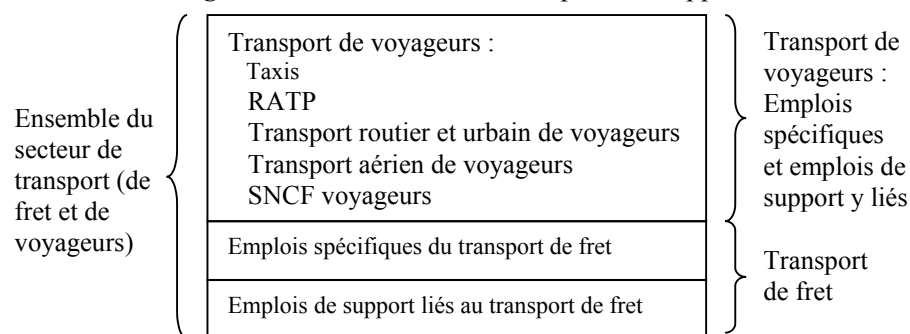 Transport de voyageurs :
Taxis
RATP
Transport routier et urbain de voyageurs
Transport aérien de voyageurs
SNCF voyageurs
Emplois spécifiques du transport de fret
Emplois de support liés au transport de fret
Ensemble du
secteur de
transport (de
fret et de
voyageurs)
Transport de
voyageurs :
Emplois
spécifiques
et emplois de
support y liés
Transport
de fret